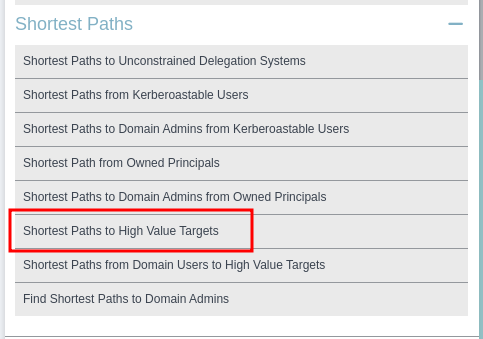 Shortest Paths
Shortest Paths to Unconstrained Delegation Systems
Shortest Paths from Kerberoastable Users
Shortest Paths to Domain Admins from Kerberoastable Users
Shortest Path from Owned Principals
Shortest Paths to Domain Admins from Owned Principals
Shortest Paths to High Value Targets
Shortest Paths from Domain Users to High Value Targets
Find Shortest Paths to Domain Admins